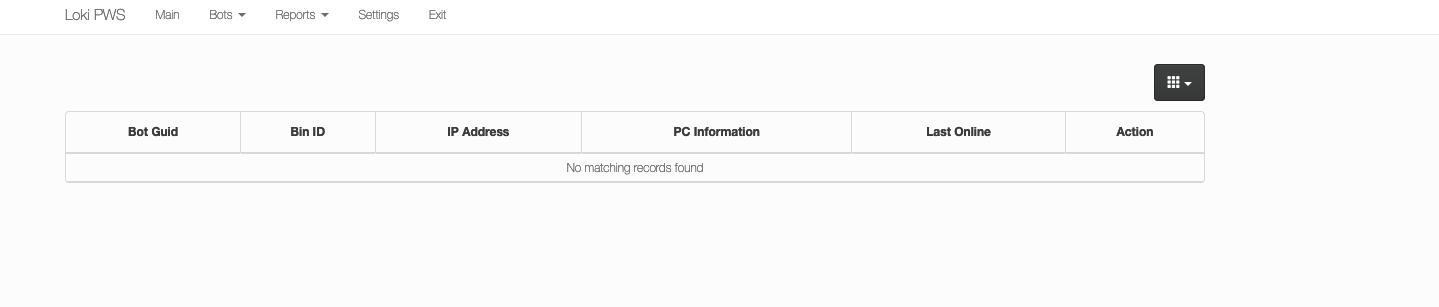 Loki PWS Main Bots Reports Settings Exit
Bot Guid Bin ID IP Address PC Information Last Online Action
No matching records found